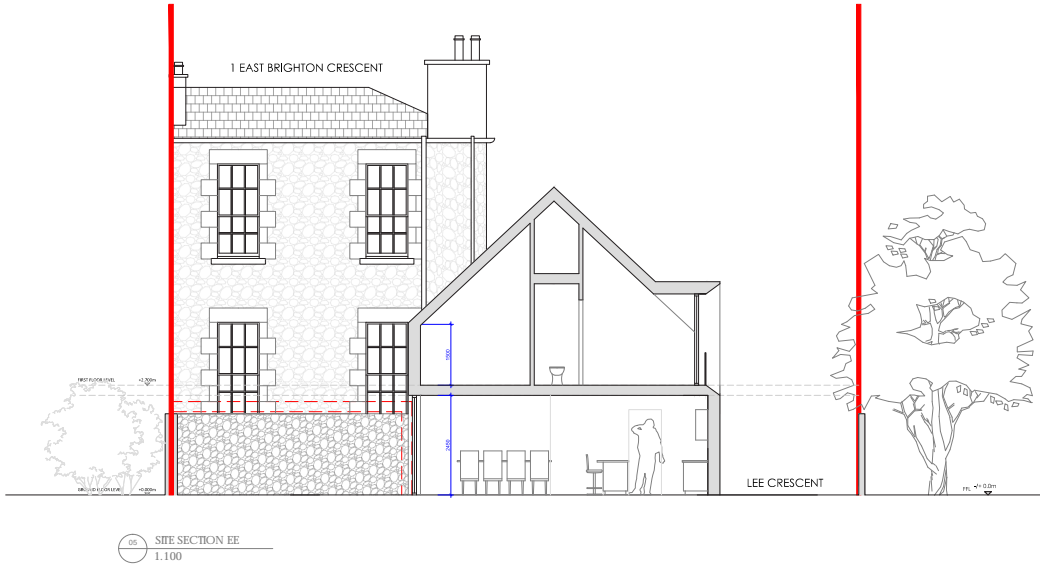 1 EAST BRIGHTON CRESCENT
1900
FIRST FLOOR LEVEL +2.700m
2450
LEE CRESCENT
GROUND FLOOR LEVEL +0.000m
FFL -/+ 0.0m
05 SITE SECTION EE
1.100